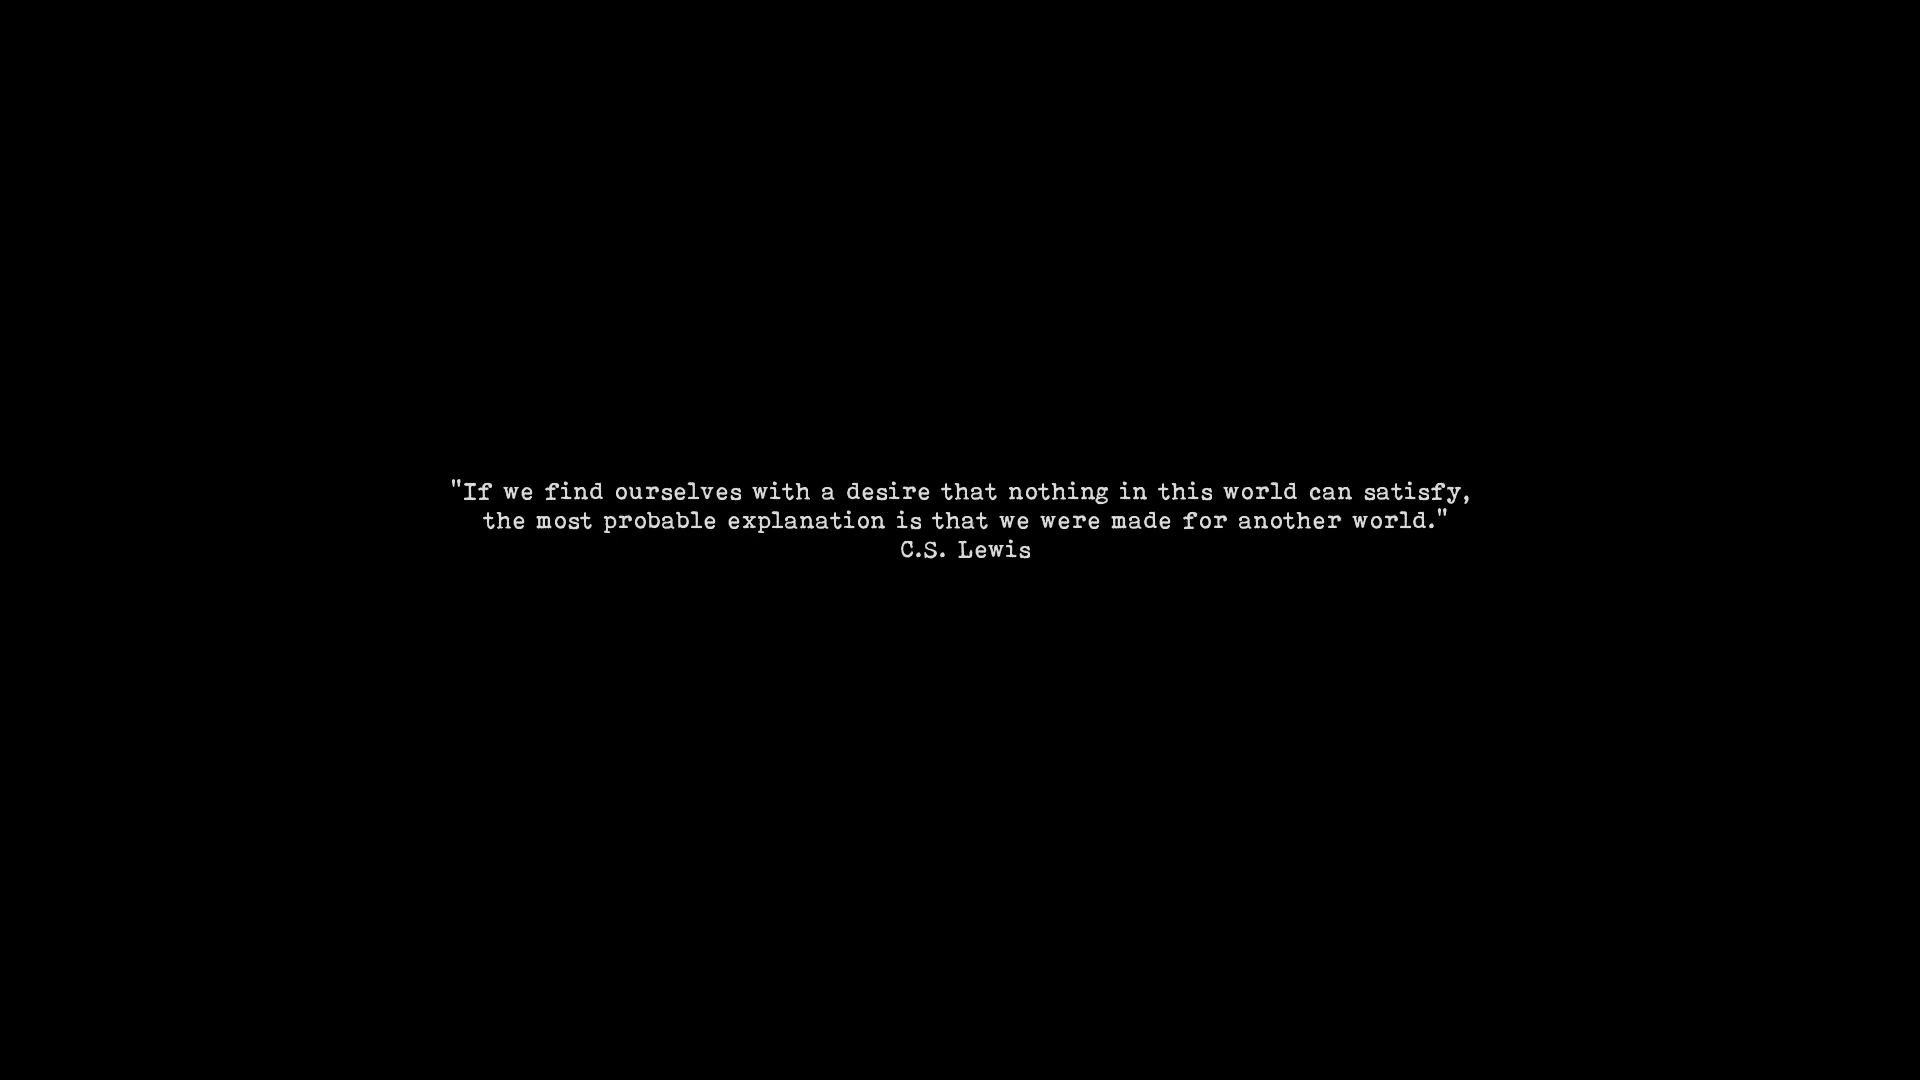 "If we find ourselves with a desire that nothing in this world can satisfy,
the most probable explanation is that we were made for another world."
C.S. Lewis